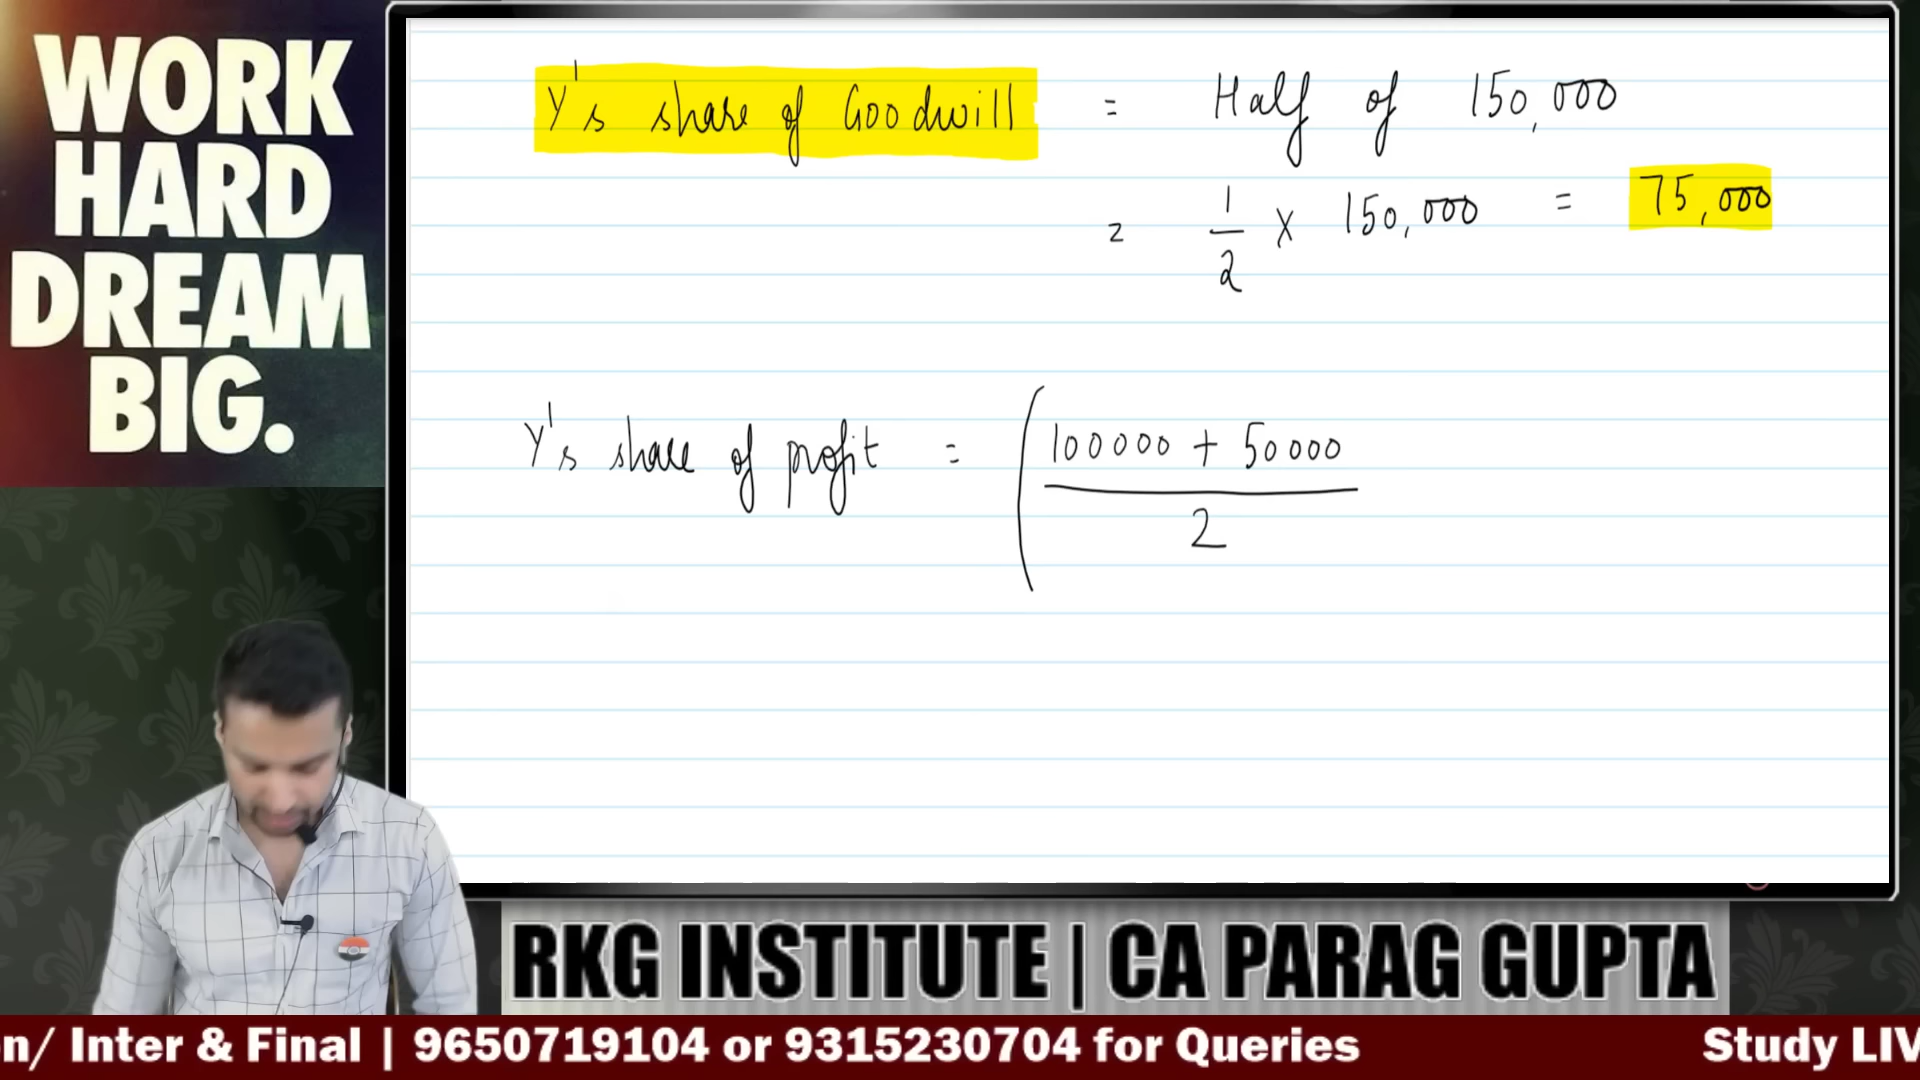 WORK
HARD
DREAM
BIG.
Y's share of Goodwill = Half of 150,000
= 1/2 X 150,000 = 75,000
Y's share of profit = ( 100000 + 50000
2
RKG INSTITUTE | CA PARAG GUPTA
n/ Inter & Final | 9650719104 or 9315230704 for Queries
Study LIV